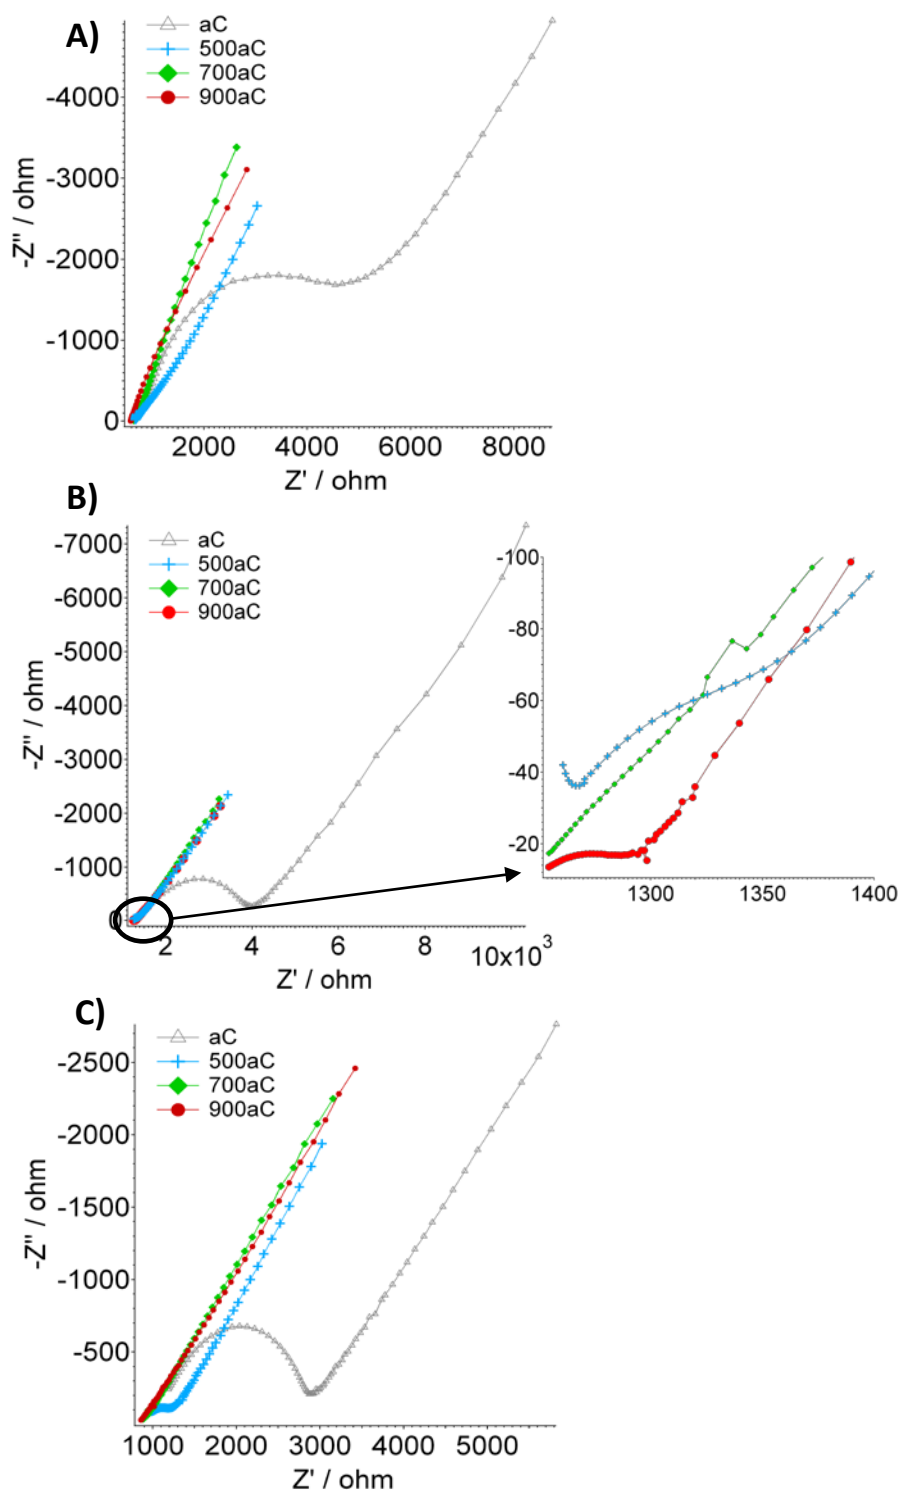 A)
aC
500aC
700aC
900aC
-4000
-3000
-2000
-1000
0
-Z'' / ohm
2000 4000 6000 8000
Z' / ohm
B)
aC
500aC
700aC
900aC
-7000
-6000
-5000
-4000
-3000
-2000
-1000
0
-Z'' / ohm
2 4 6 8 10x10³
Z' / ohm
-100
-80
-60
-40
-20
1300 1350 1400
C)
aC
500aC
700aC
900aC
-2500
-2000
-1500
-1000
-500
-Z'' / ohm
1000 2000 3000 4000 5000
Z' / ohm